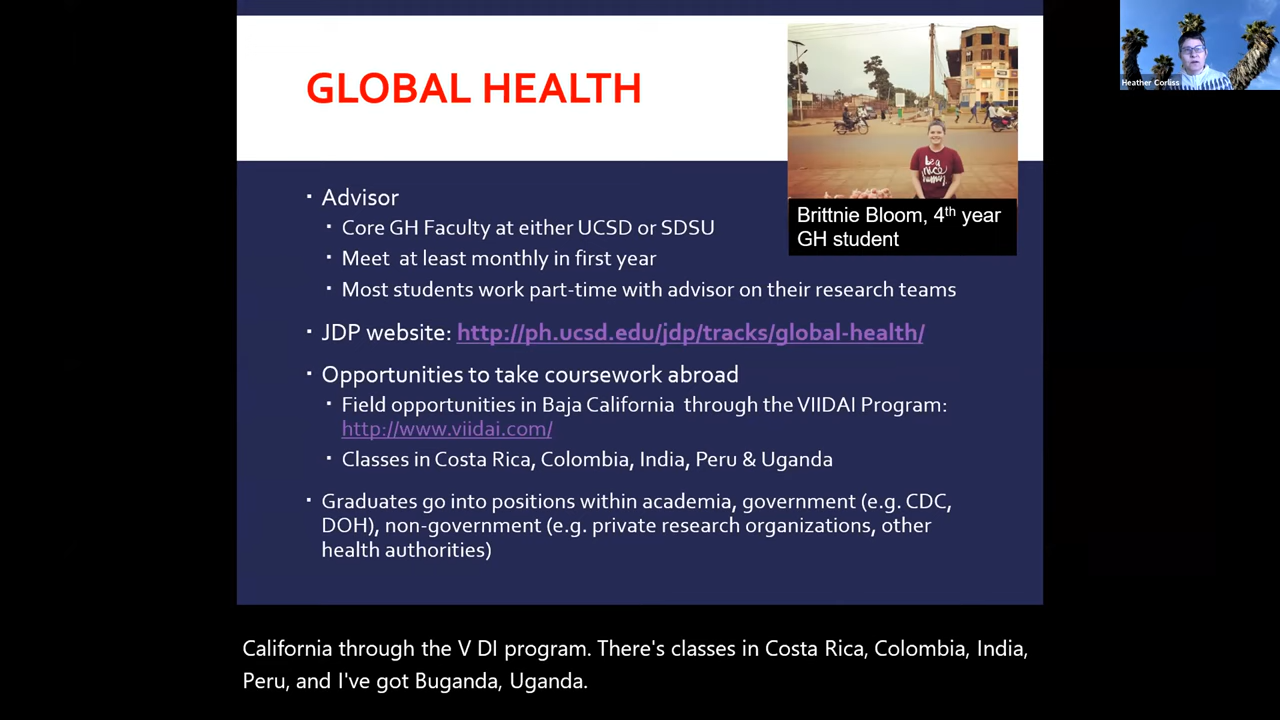 GLOBAL HEALTH
be a
nice
human.
Brittnie Bloom, 4th year
GH student
Heather Corliss
Advisor
Core GH Faculty at either UCSD or SDSU
Meet at least monthly in first year
Most students work part-time with advisor on their research teams
JDP website: http://ph.ucsd.edu/jdp/tracks/global-health/
Opportunities to take coursework abroad
Field opportunities in Baja California through the VIIDAI Program:
http://www.viidai.com/
Classes in Costa Rica, Colombia, India, Peru & Uganda
Graduates go into positions within academia, government (e.g. CDC,
DOH), non-government (e.g. private research organizations, other
health authorities)
California through the V DI program. There's classes in Costa Rica, Colombia, India,
Peru, and I've got Buganda, Uganda.